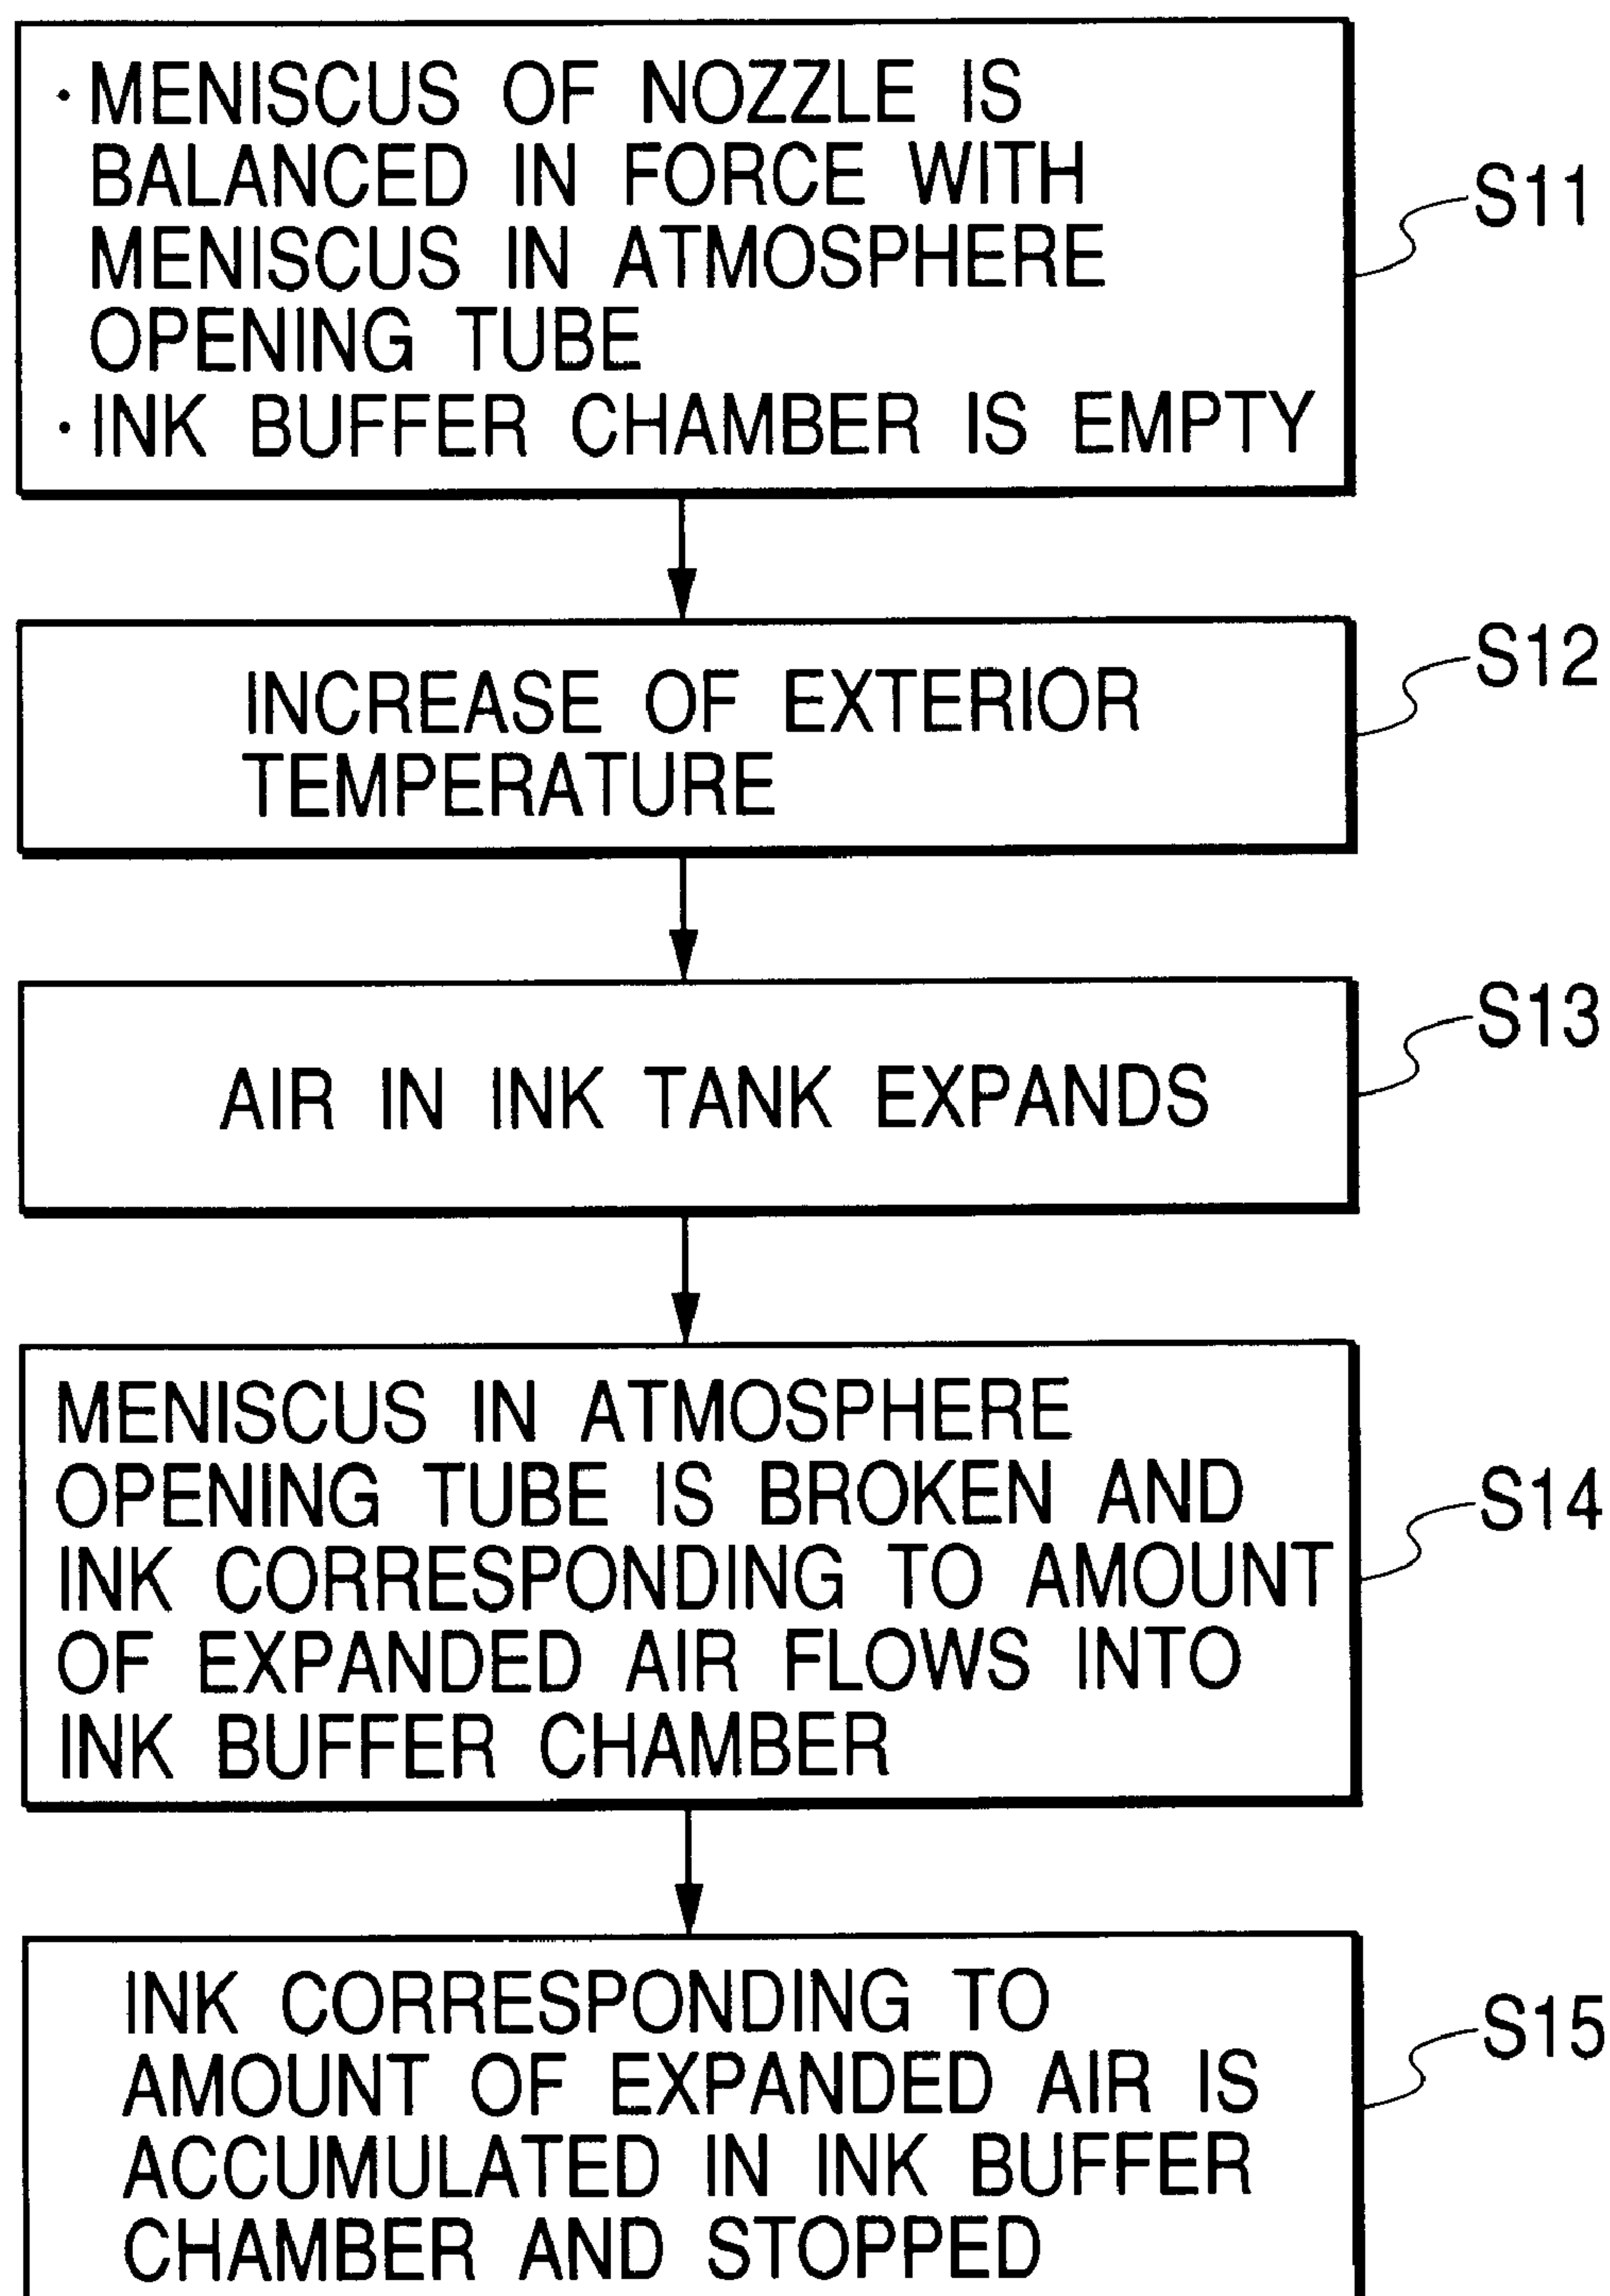 · MENISCUS OF NOZZLE IS
BALANCED IN FORCE WITH
MENISCUS IN ATMOSPHERE
OPENING TUBE
· INK BUFFER CHAMBER IS EMPTY
S11
INCREASE OF EXTERIOR
TEMPERATURE
S12
AIR IN INK TANK EXPANDS
S13
MENISCUS IN ATMOSPHERE
OPENING TUBE IS BROKEN AND
INK CORRESPONDING TO AMOUNT
OF EXPANDED AIR FLOWS INTO
INK BUFFER CHAMBER
S14
INK CORRESPONDING TO
AMOUNT OF EXPANDED AIR IS
ACCUMULATED IN INK BUFFER
CHAMBER AND STOPPED
S15